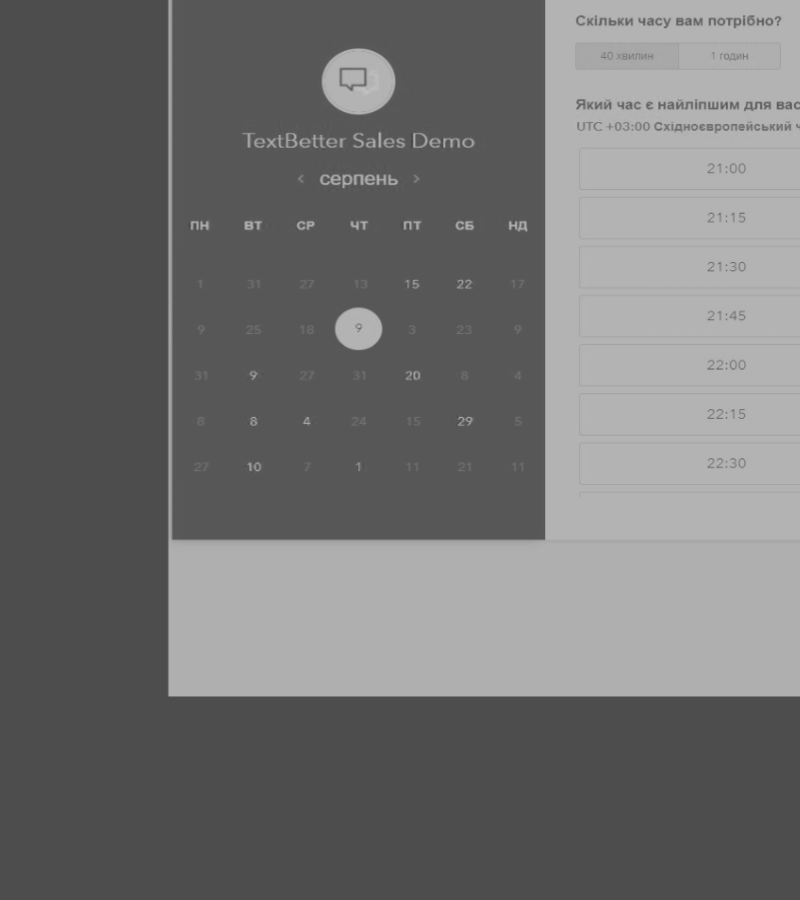 TextBetter Sales Demo
серпень
ПН ВТ СР ЧТ ПТ СБ НД
1 31 27 13 15 22 17
9 25 18 9 3 23 9
31 9 27 31 20 8 4
8 8 4 24 15 29 5
27 10 7 1 11 21 11
Скільки часу вам потрібно?
40 хвилин 1 годин
Який час є найліпшим для вас
UTC +03:00 Східноєвропейський
21:00
21:15
21:30
21:45
22:00
22:15
22:30